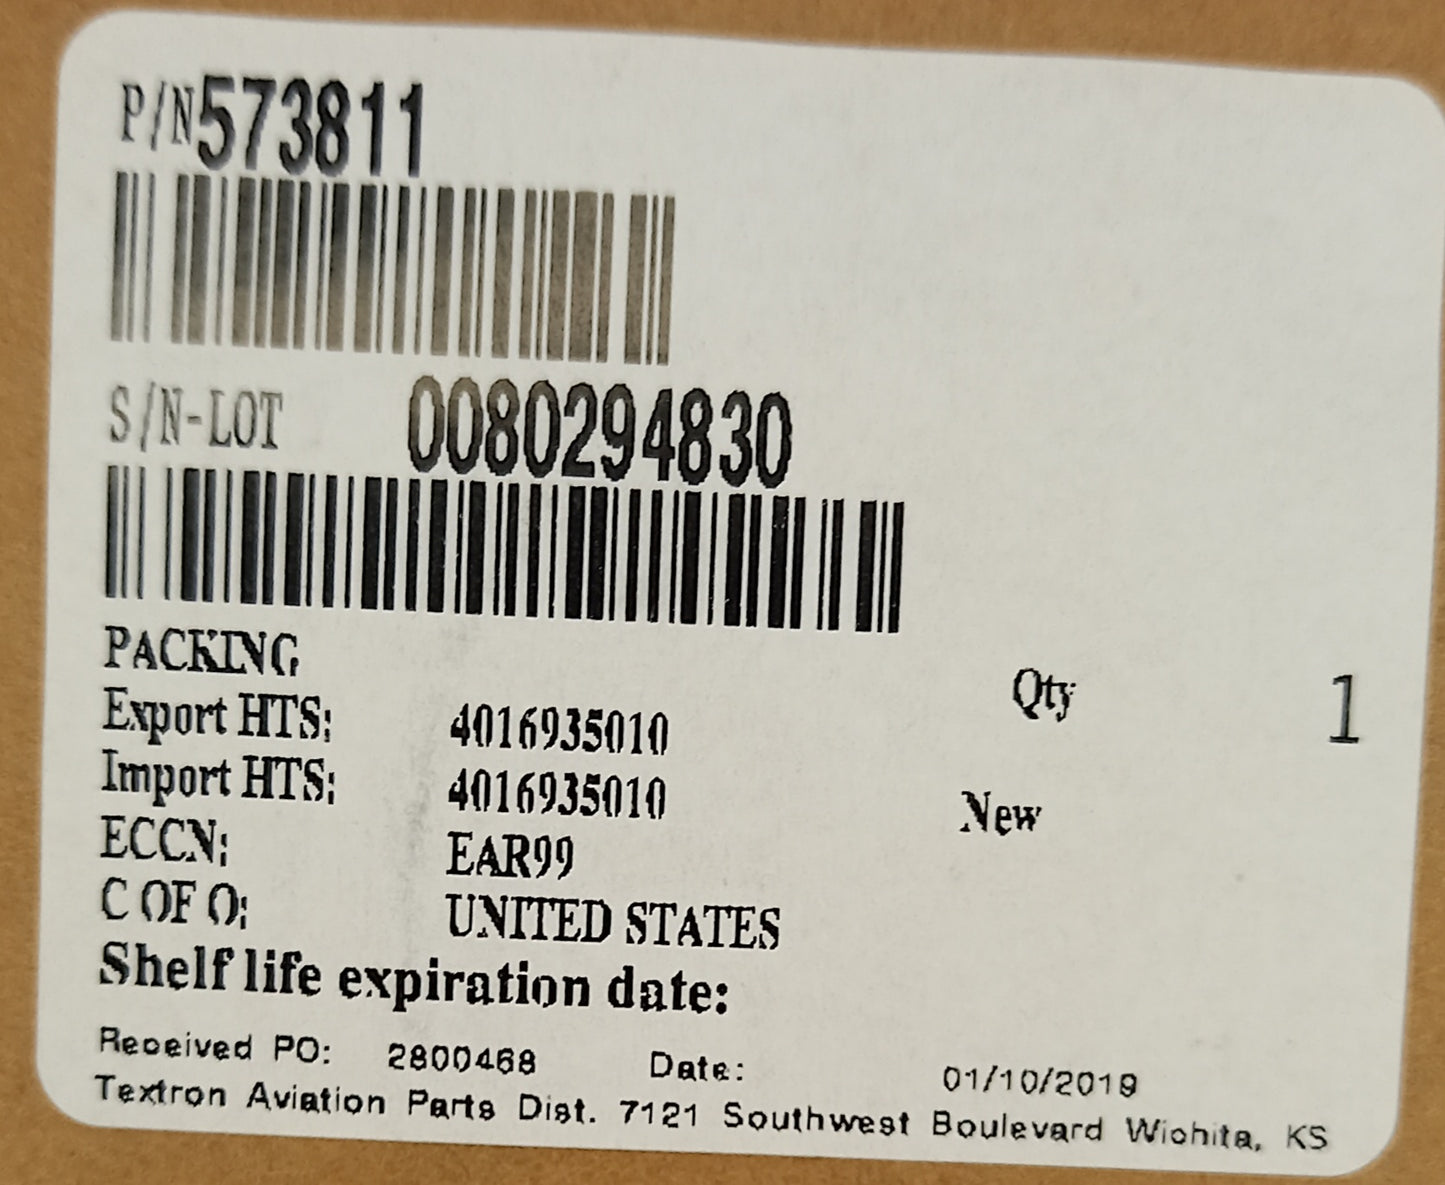 P/N 573811
S/N-LOT 0080294830
PACKING
Qty 1
Export HTS: 4016935010
Import HTS: 4016935010
New
ECCN: EAR99
C OF O: UNITED STATES
Shelf life expiration date:
Received PO: 2800468 Date: 01/10/2019
Textron Aviation Parts Dist. 7121 Southwest Boulevard Wichita, KS